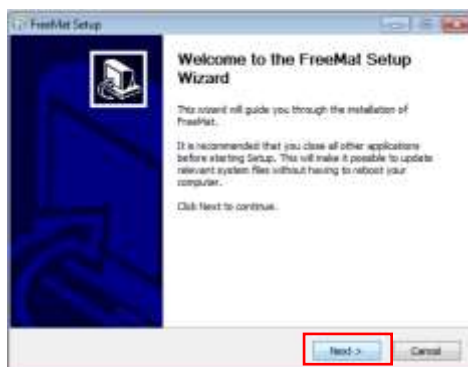 FreeMat Setup
Welcome to the FreeMat Setup
Wizard
This wizard will guide you through the installation of
FreeMat.
It is recommended that you close all other applications
before starting Setup. This will make it possible to update
relevant system files without having to reboot your
computer.
Click Next to continue.
Next >
Cancel